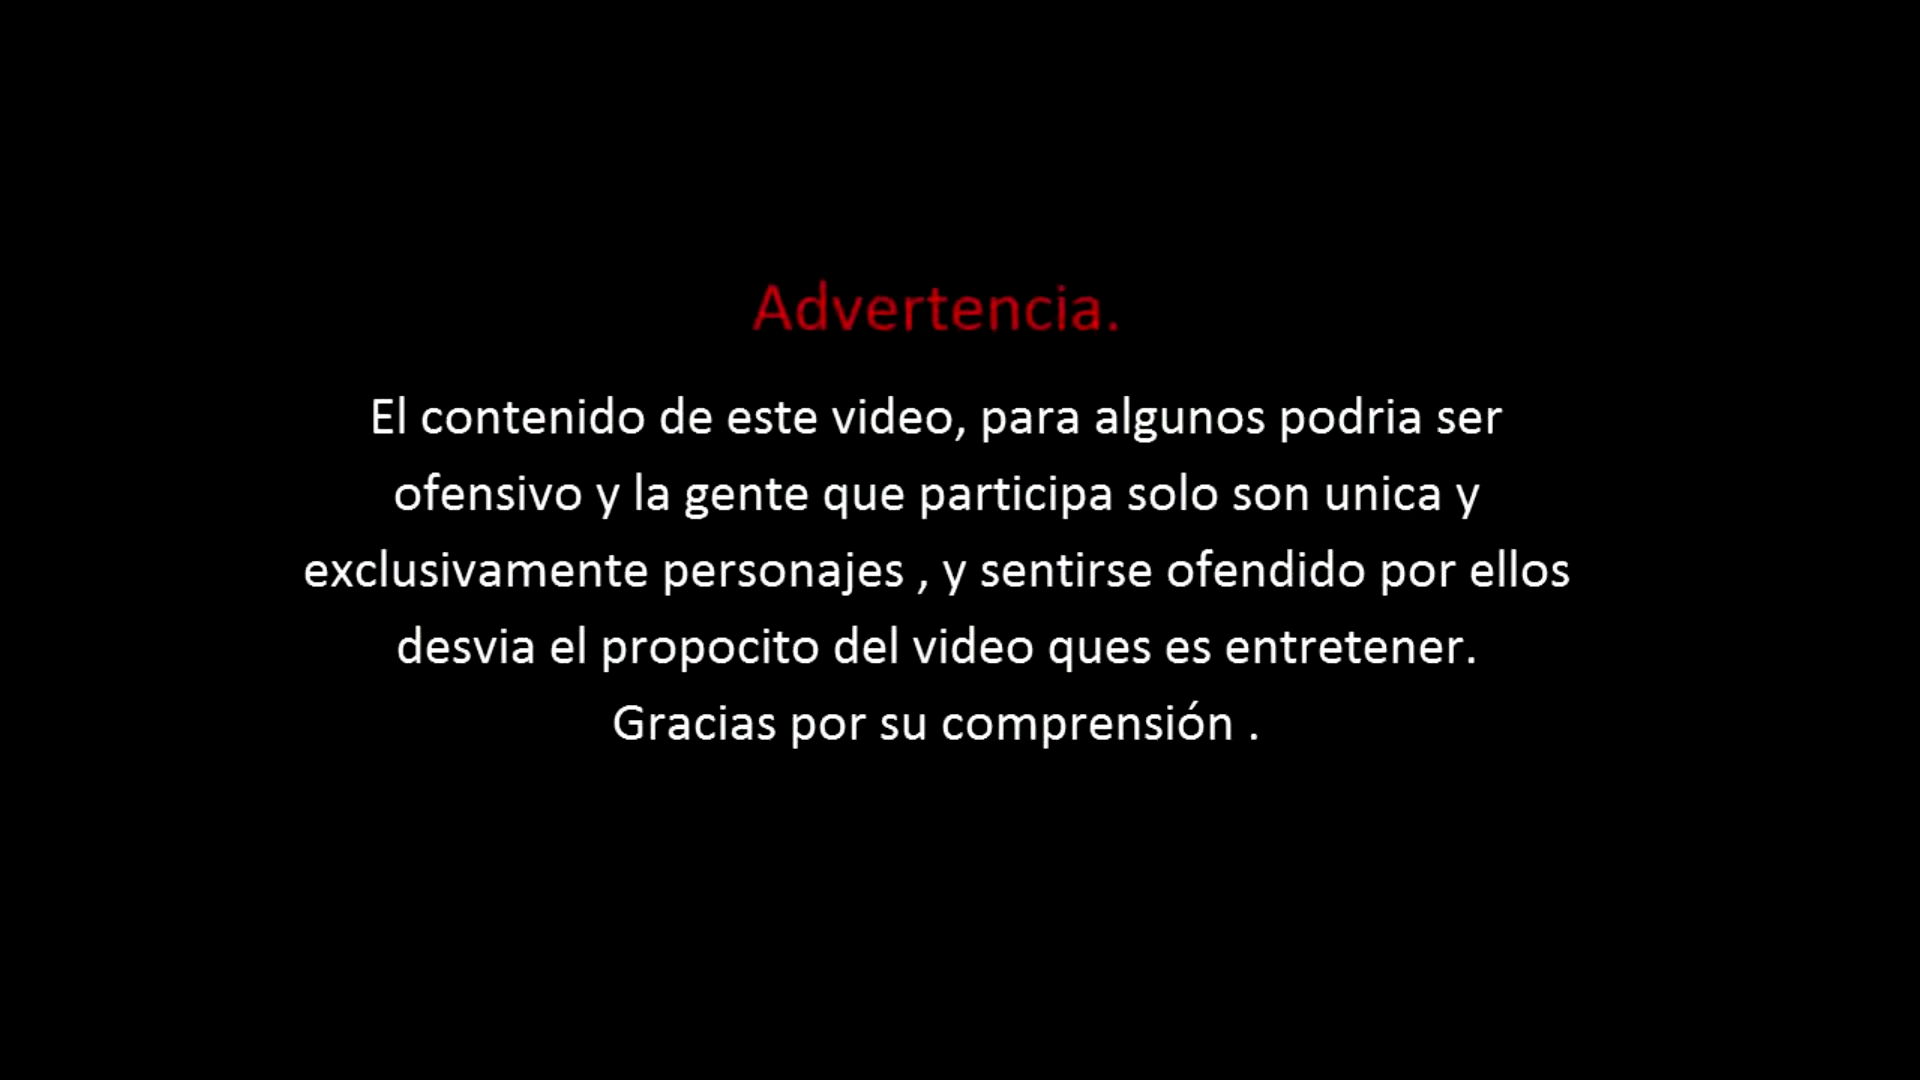 Advertencia.
El contenido de este video, para algunos podria ser
ofensivo y la gente que participa solo son unica y
exclusivamente personajes , y sentirse ofendido por ellos
desvia el propocito del video ques es entretener.
Gracias por su comprensión .